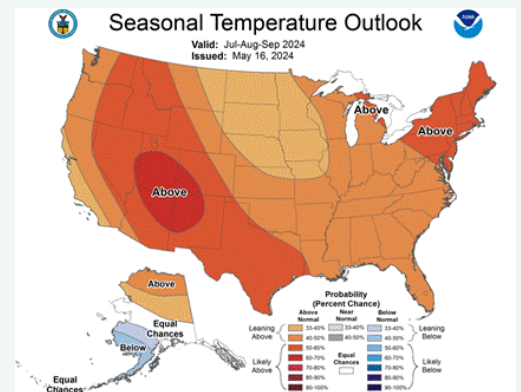 Seasonal Temperature Outlook
Valid: Jul-Aug-Sep 2024
Issued: May 16, 2024
Above
Above
Above
Above
Equal
Chances
Below
Equal
Chances
Probability
(Percent Chance)
Above
Normal
Near
Normal
Below
Normal
Leaning
Above
33-40%
40-50%
50-60%
60-70%
70-80%
80-90%
90-100%
Likely
Above
33-40%
40-50%
Equal
Chances
33-40%
40-50%
50-60%
60-70%
70-80%
80-90%
90-100%
Leaning
Below
Likely
Below